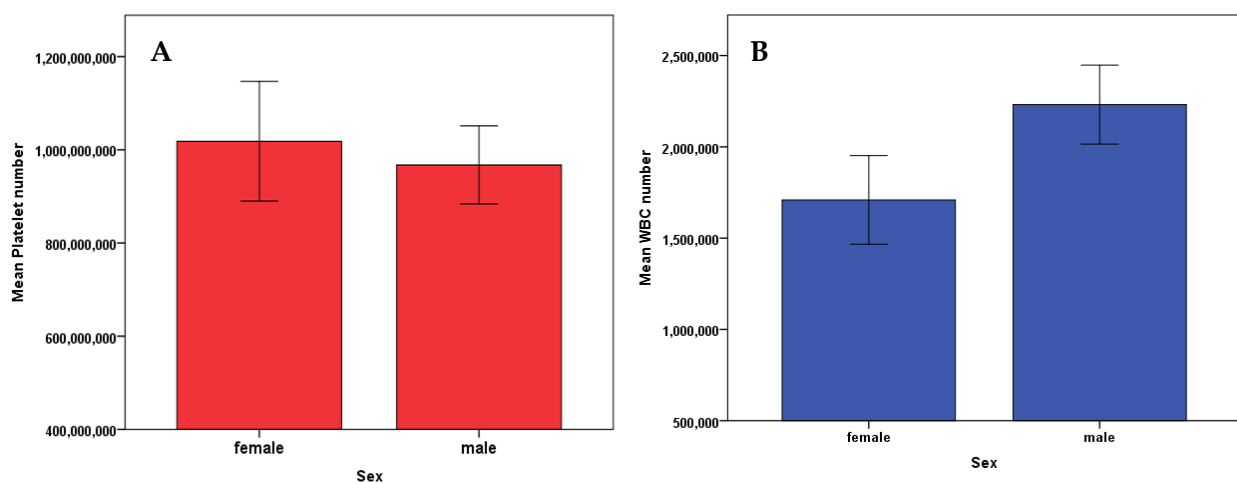 A
Mean Platelet number
1,200,000,000
1,000,000,000
800,000,000
600,000,000
400,000,000
female male
Sex
B
Mean WBC number
2,500,000
2,000,000
1,500,000
1,000,000
500,000
female male
Sex